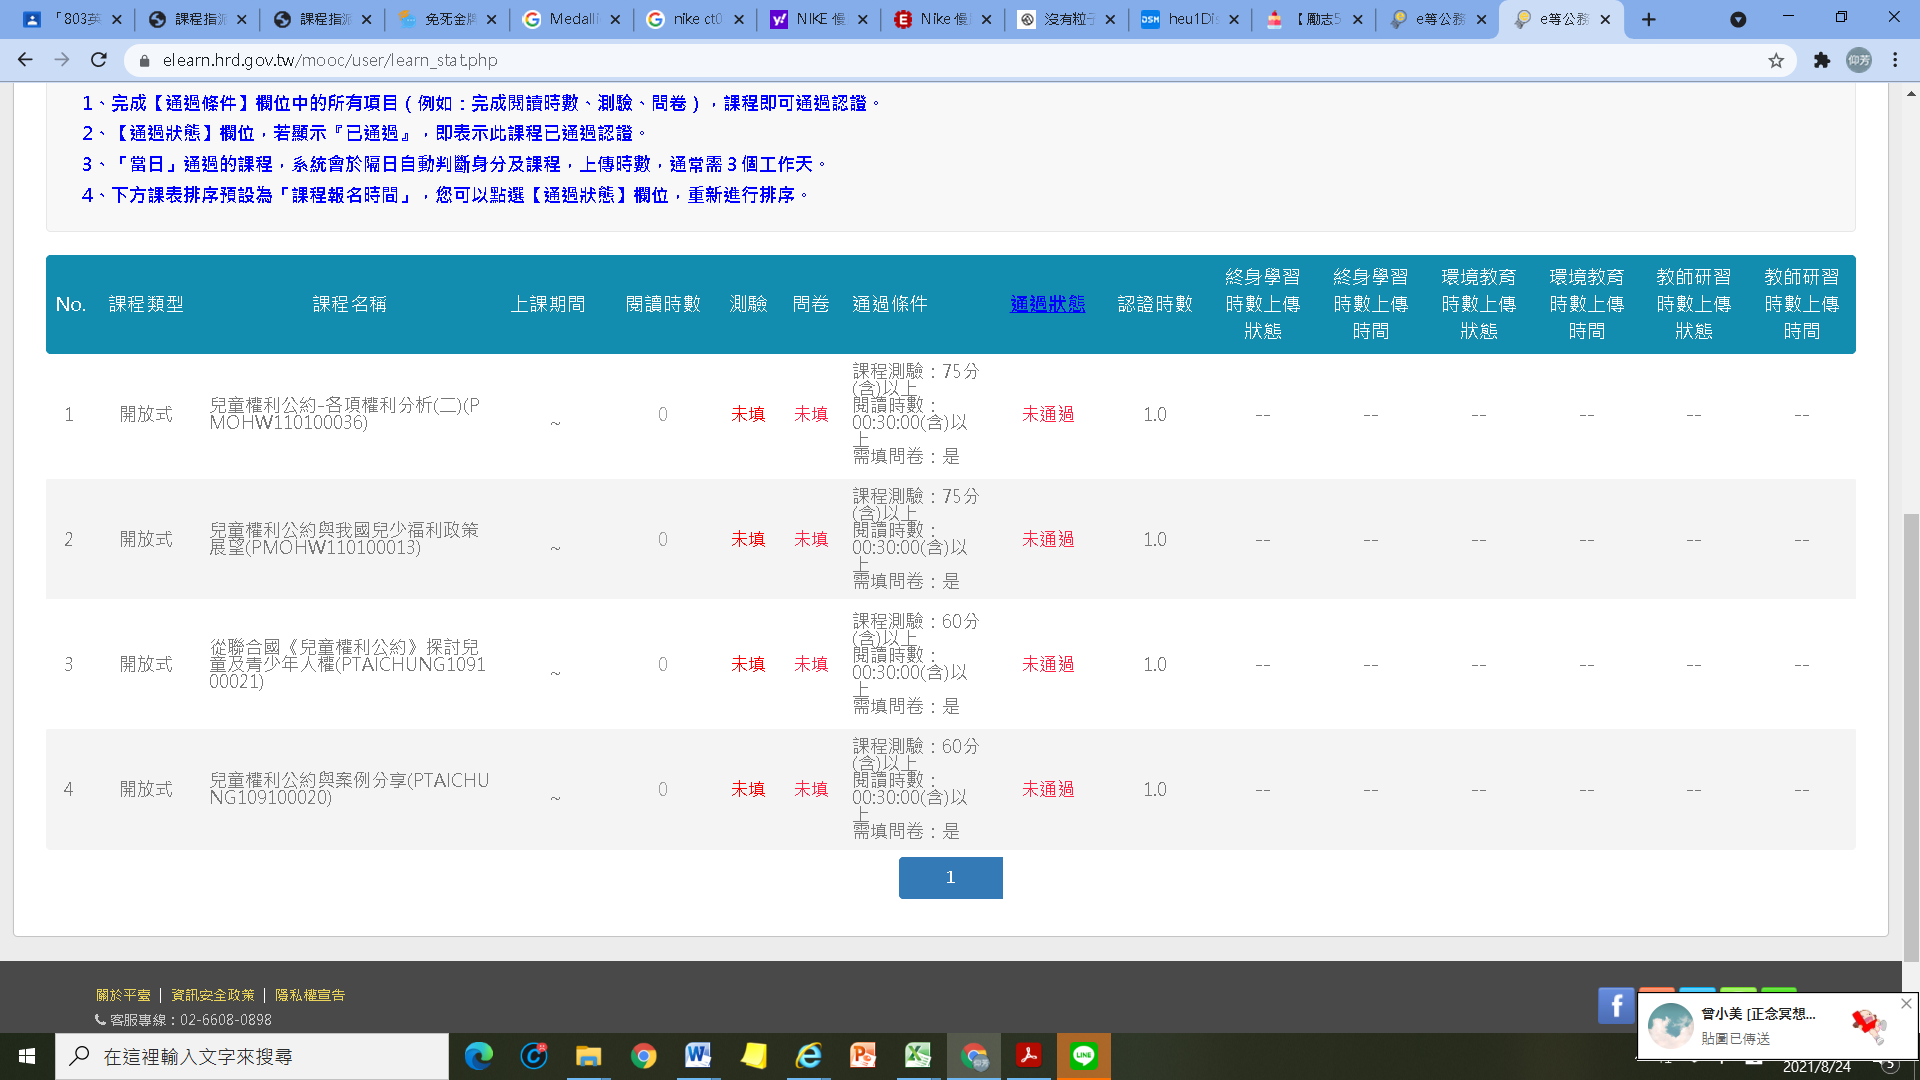 「803英
課程指派
課程指派
免死金牌
Medalli
nike ct0
NIKE 慢
Nike 慢
沒有粒子
heu1Dis
【 勵志5
e等公務
e等公務
elearn.hrd.gov.tw/mooc/user/learn_stat.php
仰芳
1、完成【通過條件】欄位中的所有項目 ( 例如：完成閱讀時數、測驗、問卷 )，課程即可通過認證。
2、【通過狀態】欄位，若顯示『已通過』，即表示此課程已通過認證。
3、「當日」通過的課程，系統會於隔日自動判斷身分及課程，上傳時數，通常需 3 個工作天。
4、下方課表排序預設為「課程報名時間」，您可以點選【通過狀態】欄位，重新進行排序。
No. 課程類型 課程名稱 上課期間 閱讀時數 測驗 問卷 通過條件 通過狀態 認證時數 終身學習時數上傳狀態 終身學習時數上傳時間 環境教育時數上傳狀態 環境教育時數上傳時間 教師研習時數上傳狀態 教師研習時數上傳時間
1 開放式 兒童權利公約-各項權利分析(二)(PMOHW110100036) ~ 0 未填 未填 課程測驗：75分(含)以上 閱讀時數：00:30:00(含)以上 需填問卷：是 未通過 1.0 -- -- -- -- -- --
2 開放式 兒童權利公約與我國兒少福利政策展望(PMOHW110100013) ~ 0 未填 未填 課程測驗：75分(含)以上 閱讀時數：00:30:00(含)以上 需填問卷：是 未通過 1.0 -- -- -- -- -- --
3 開放式 從聯合國《兒童權利公約》探討兒童及青少年人權(PTAICHUNG109100021) ~ 0 未填 未填 課程測驗：60分(含)以上 閱讀時數：00:30:00(含)以上 需填問卷：是 未通過 1.0 -- -- -- -- -- --
4 開放式 兒童權利公約與案例分享(PTAICHUNG109100020) ~ 0 未填 未填 課程測驗：60分(含)以上 閱讀時數：00:30:00(含)以上 需填問卷：是 未通過 1.0 -- -- -- -- -- --
1
關於平臺 | 資訊安全政策 | 隱私權宣告
客服專線：02-6608-0898
曾小美 [正念冥想...
貼圖已傳送
在這裡輸入文字來搜尋
2021/8/24
5